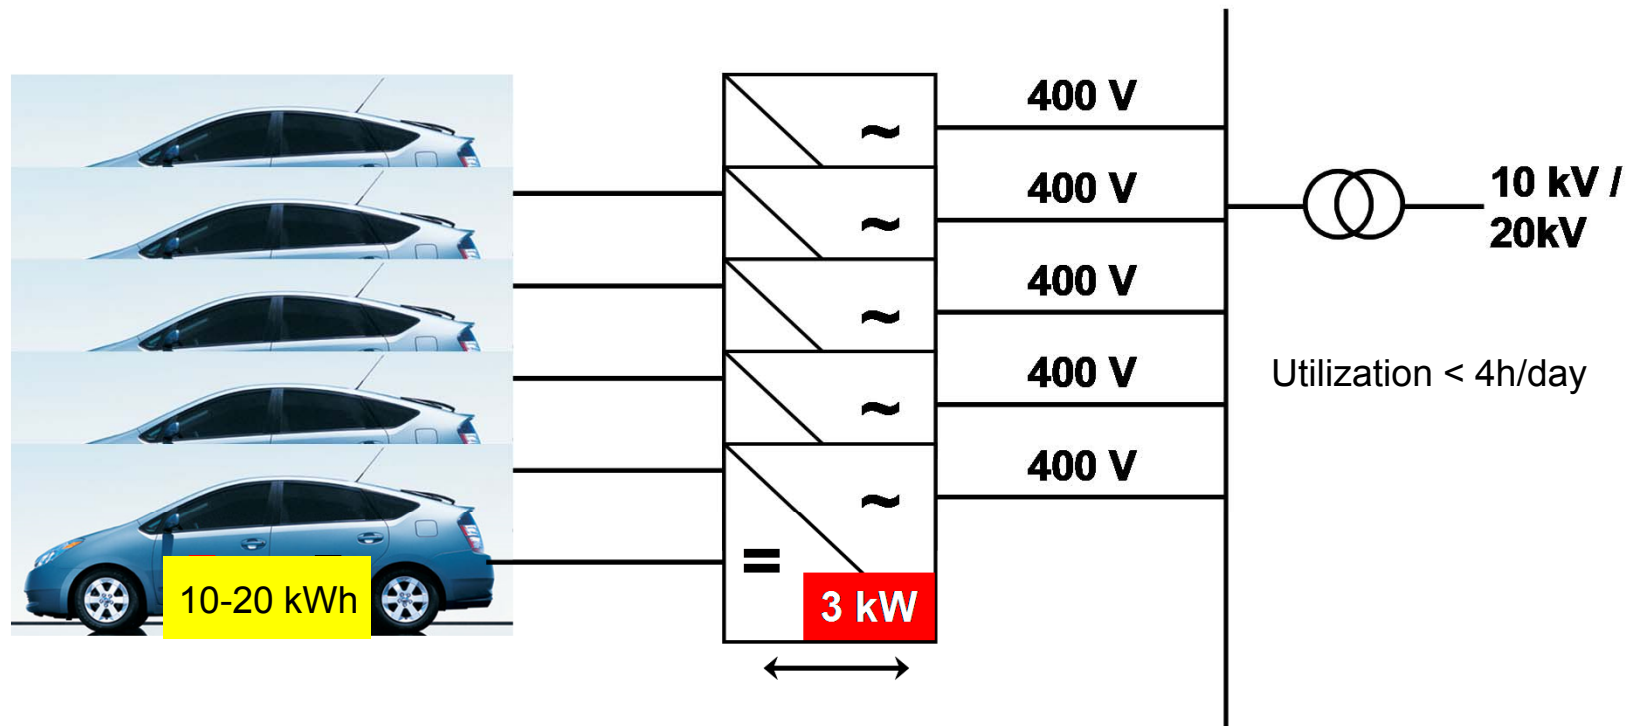 400 V
~
400 V
~
10 kV /
20kV
400 V
~
400 V
~
Utilization < 4h/day
400 V
~
=
10-20 kWh
3 kW